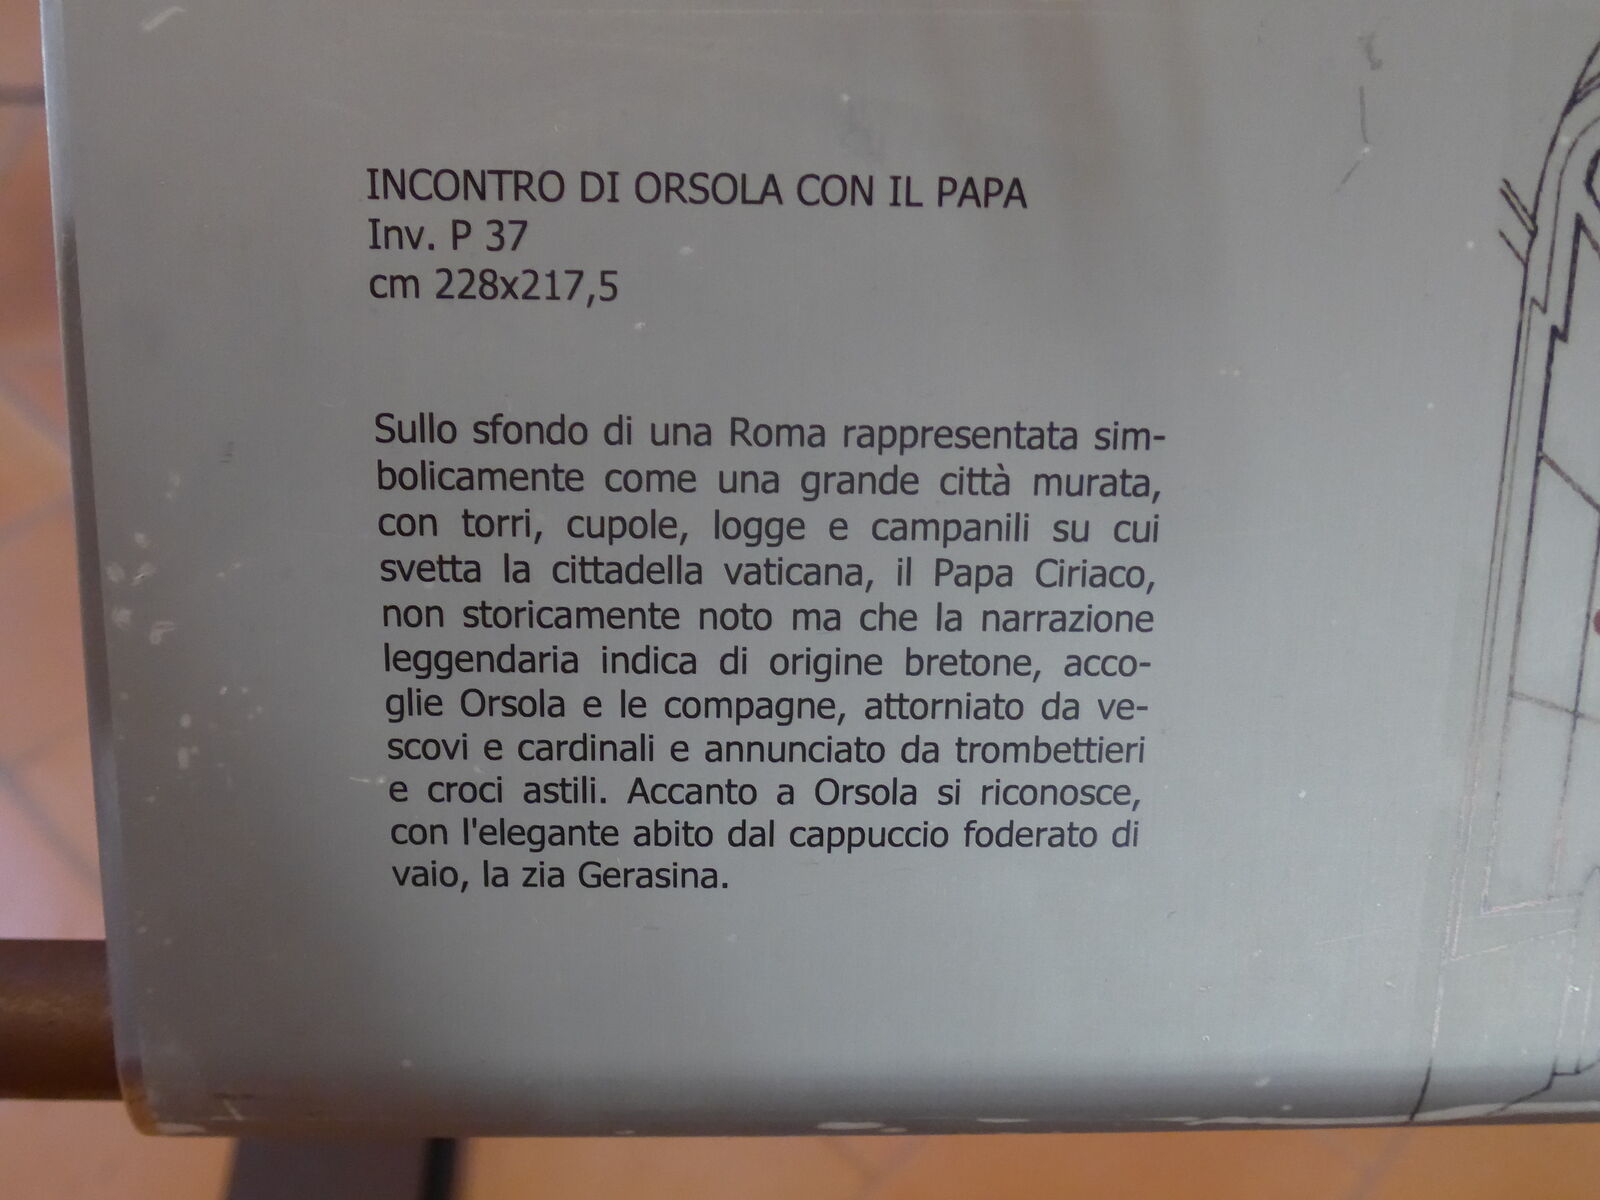 INCONTRO DI ORSOLA CON IL PAPA
Inv. P 37
cm 228x217,5
Sullo sfondo di una Roma rappresentata sim-
bolicamente come una grande città murata,
con torri, cupole, logge e campanili su cui
svetta la cittadella vaticana, il Papa Ciriaco,
non storicamente noto ma che la narrazione
leggendaria indica di origine bretone, acco-
glie Orsola e le compagne, attorniato da ve-
scovi e cardinali e annunciato da trombettieri
e croci astili. Accanto a Orsola si riconosce,
con l'elegante abito dal cappuccio foderato di
vaio, la zia Gerasina.